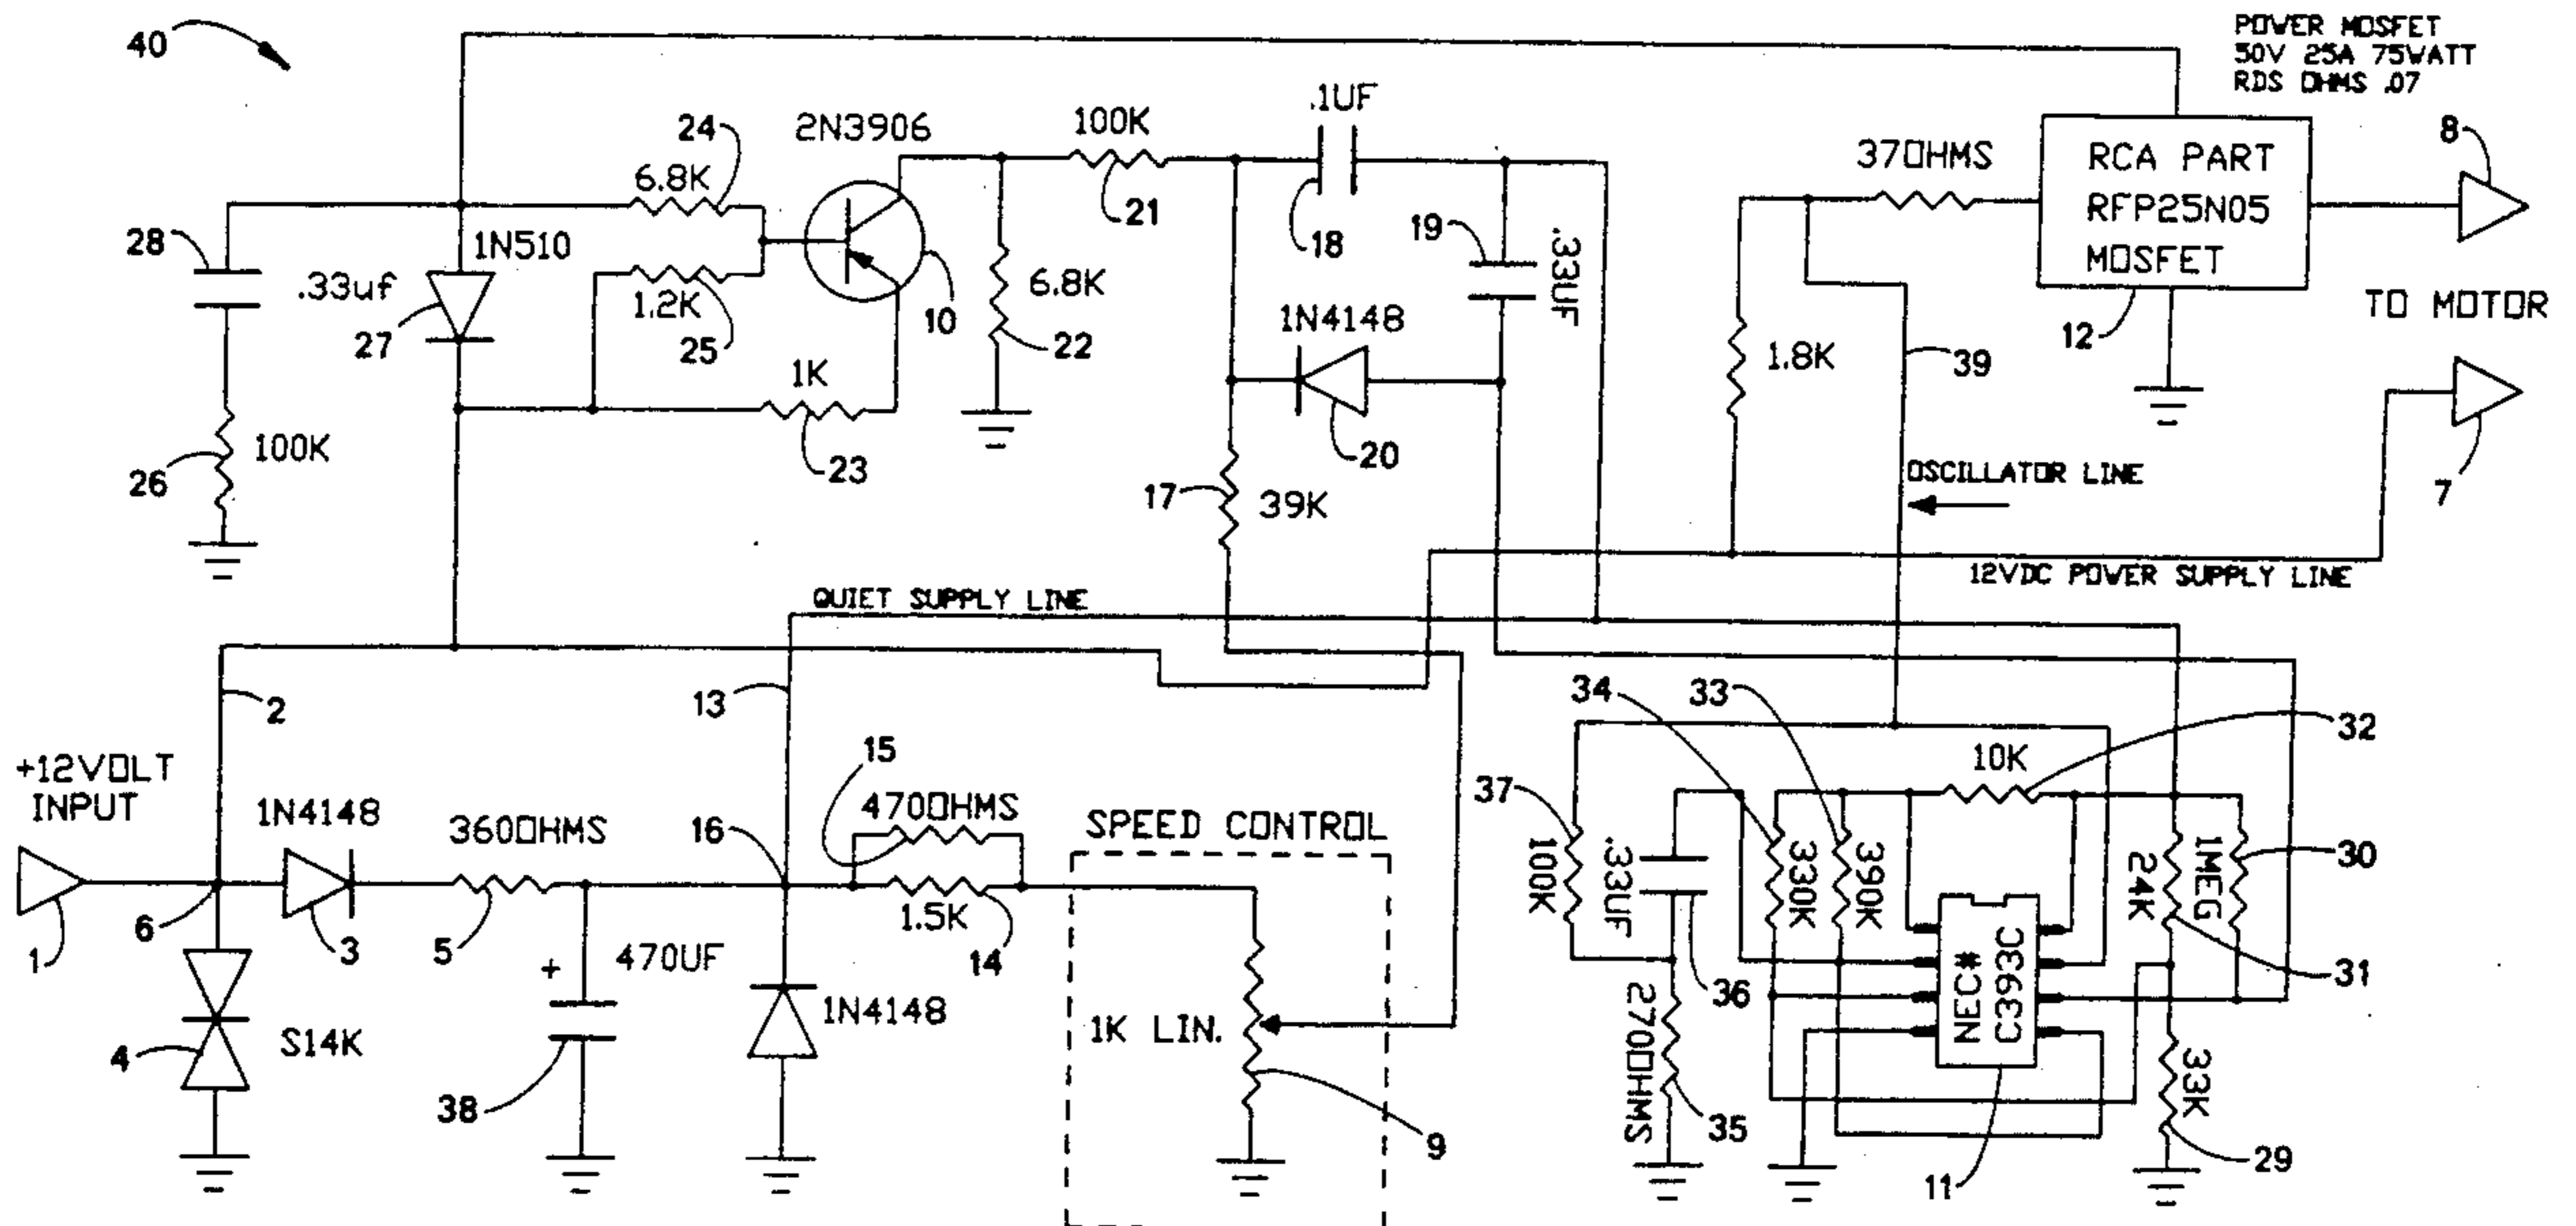 40
POWER MOSFET
50V 25A 75WATT
RDS OHMS .07
24
2N3906
100K
.1UF
8
6.8K
21
18
19
.33UF
37OHMS
RCA PART
RFP25N05
MOSFET
28
1N510
.33uf
27
1.2K
25
10
6.8K
22
1N4148
20
1.8K
39
12
TO MOTOR
7
1K
23
26
100K
17
39K
OSCILLATOR LINE
12VDC POWER SUPPLY LINE
QUIET SUPPLY LINE
2
13
34
33
32
+12VOLT
INPUT
1N4148
360OHMS
16
15
470OHMS
SPEED CONTROL
37
100K
.33UF
330K
390K
10K
24K
1MEG
30
1
6
3
5
1.5K
14
+
470UF
36
NEC#
C393C
31
4
S14K
38
1N4148
1K LIN.
9
270OHMS
35
11
33K
29